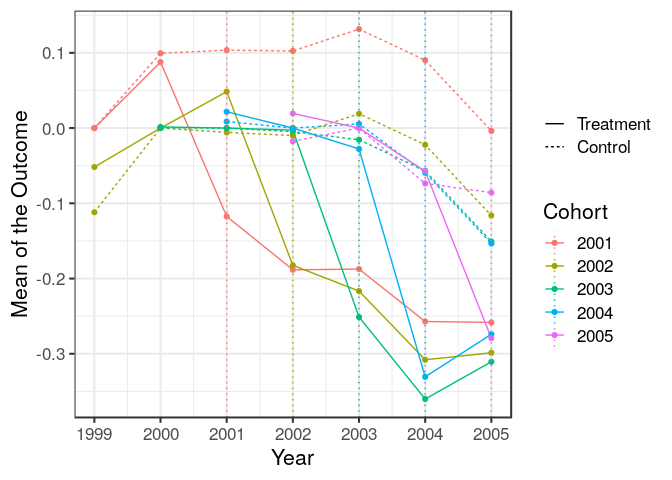 0.1
0.0
-0.1
-0.2
-0.3
Mean of the Outcome
1999 2000 2001 2002 2003 2004 2005
Year
Treatment
Control
Cohort
2001
2002
2003
2004
2005